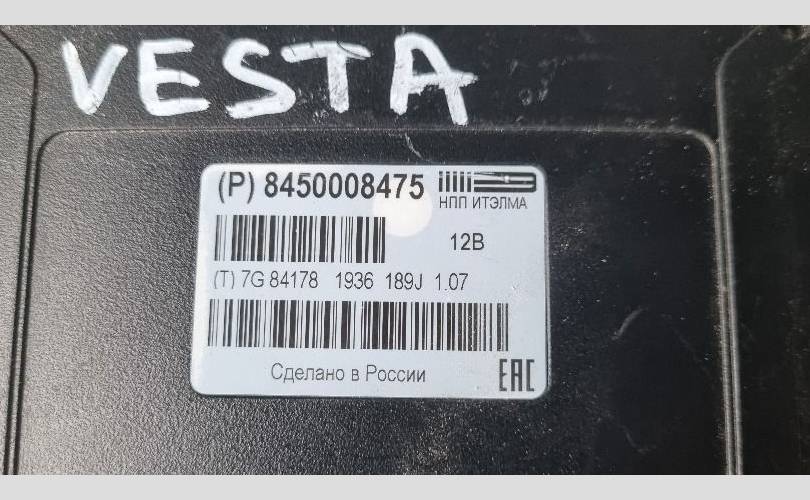 VESTA
(P) 8450008475
НПП ИТЭЛМА
12В
(T) 7G 84178 1936 189J 1.07
Сделано в России
EAC